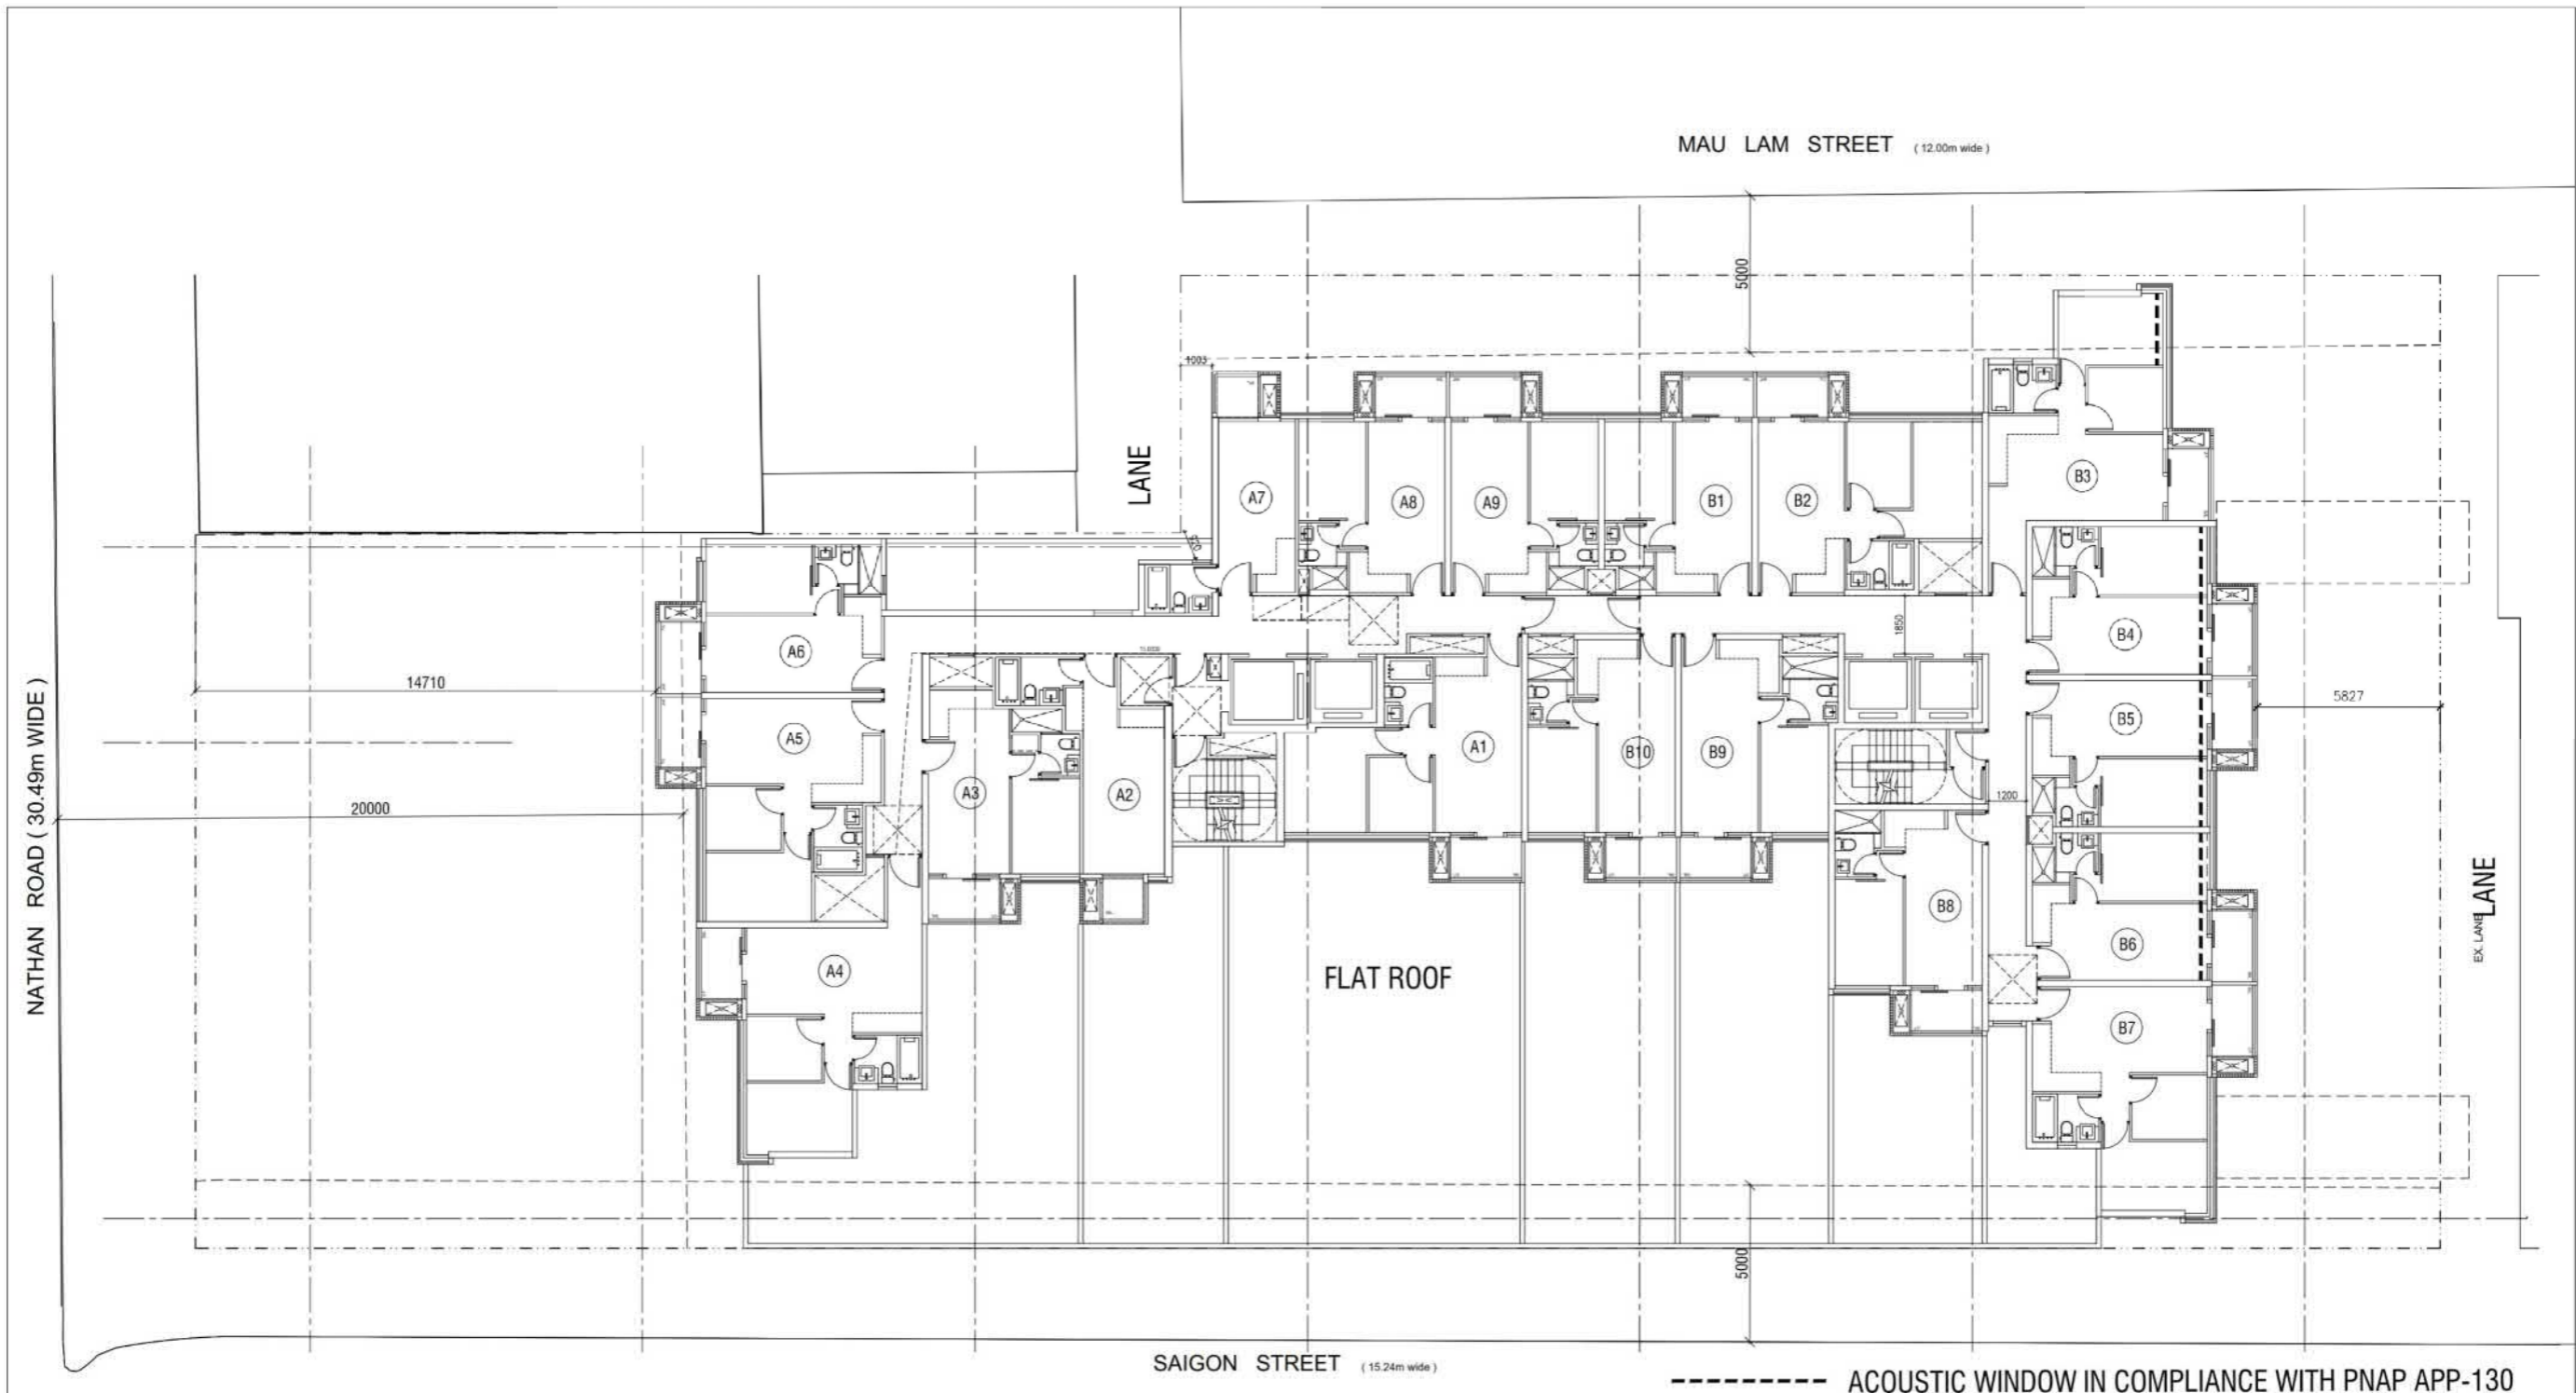 MAU LAM STREET ( 12.00m wide )
5000
1003
LANE
A7
A8
A9
B1
B2
B3
A6
1850
B4
14710
NATHAN ROAD ( 30.49m WIDE )
A5
A1
B10
B9
B5
5827
20000
A3
A2
1200
B8
B6
EX. LANE
LANE
A4
FLAT ROOF
B7
5000
SAIGON STREET ( 15.24m wide )
ACOUSTIC WINDOW IN COMPLIANCE WITH PNAP APP-130